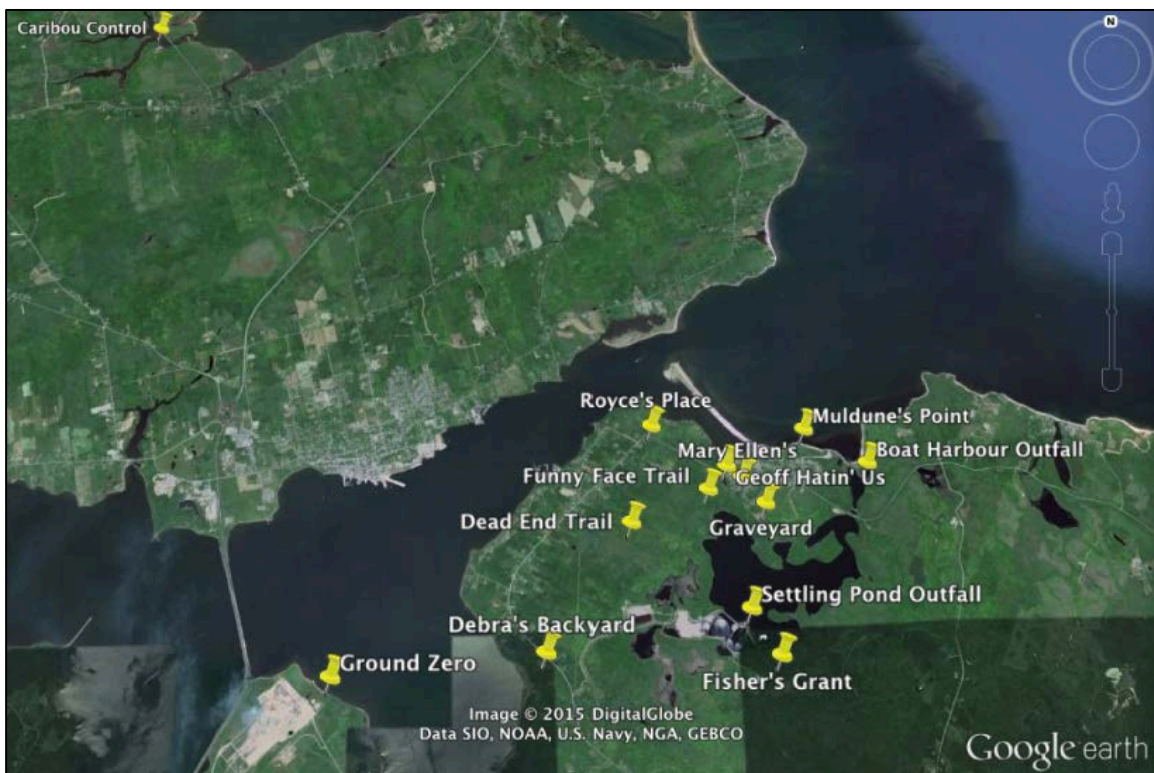 Caribou Control
N
Royce's Place
Muldune's Point
Mary Ellen's
Boat Harbour Outfall
Funny Face Trail
Geoff Hatin' Us
Dead End Trail
Graveyard
Settling Pond Outfall
Debra's Backyard
Ground Zero
Fisher's Grant
Image © 2015 DigitalGlobe
Data SIO, NOAA, U.S. Navy, NGA, GEBCO
Google earth